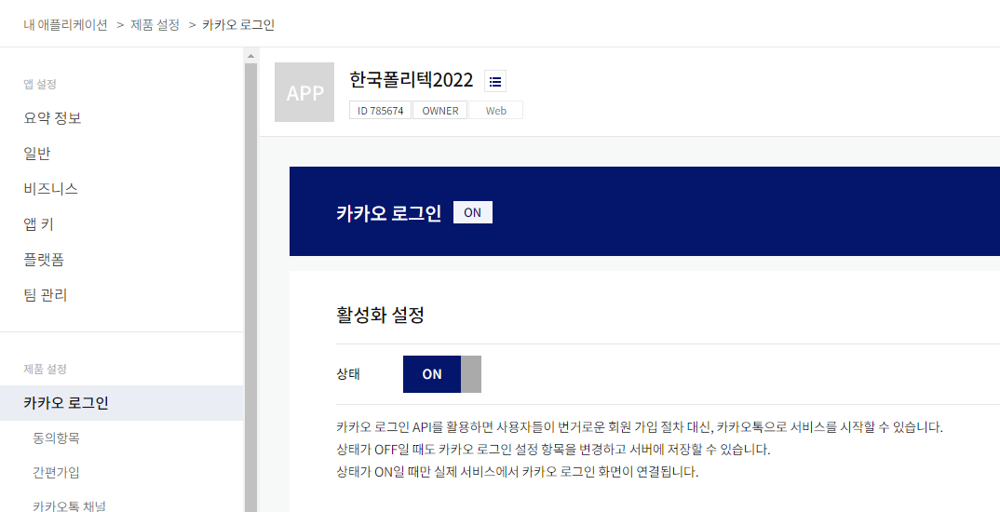 내 애플리케이션 > 제품 설정 > 카카오 로그인
앱 설정
요약 정보
일반
비즈니스
앱 키
플랫폼
팀 관리
제품 설정
카카오 로그인
동의항목
간편가입
카카오톡 채널
APP
한국폴리텍2022
ID 785674 OWNER Web
카카오 로그인 ON
활성화 설정
상태 ON
카카오 로그인 API를 활용하면 사용자들이 번거로운 회원 가입 절차 대신, 카카오톡으로 서비스를 시작할 수 있습니다.
상태가 OFF일 때도 카카오 로그인 설정 항목을 변경하고 서버에 저장할 수 있습니다.
상태가 ON일 때만 실제 서비스에서 카카오 로그인 화면이 연결됩니다.